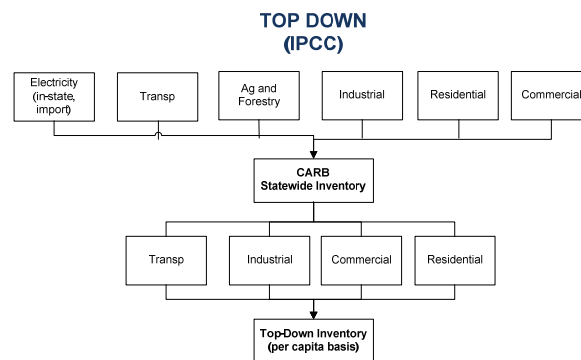 TOP DOWN
(IPCC)
Electricity
(in-state,
import)
Transp
Ag and
Forestry
Industrial
Residential
Commercial
CARB
Statewide Inventory
Transp
Industrial
Commercial
Residential
Top-Down Inventory
(per capita basis)